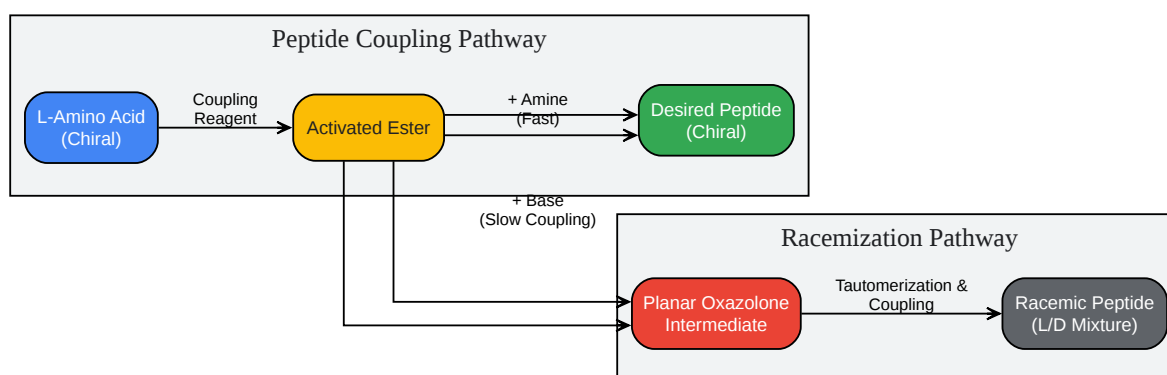 Peptide Coupling Pathway
L-Amino Acid
(Chiral)
Coupling
Reagent
Activated Ester
+ Amine
(Fast)
Desired Peptide
(Chiral)
+ Base
(Slow Coupling)
Racemization Pathway
Planar Oxazolone
Intermediate
Tautomerization &
Coupling
Racemic Peptide
(L/D Mixture)